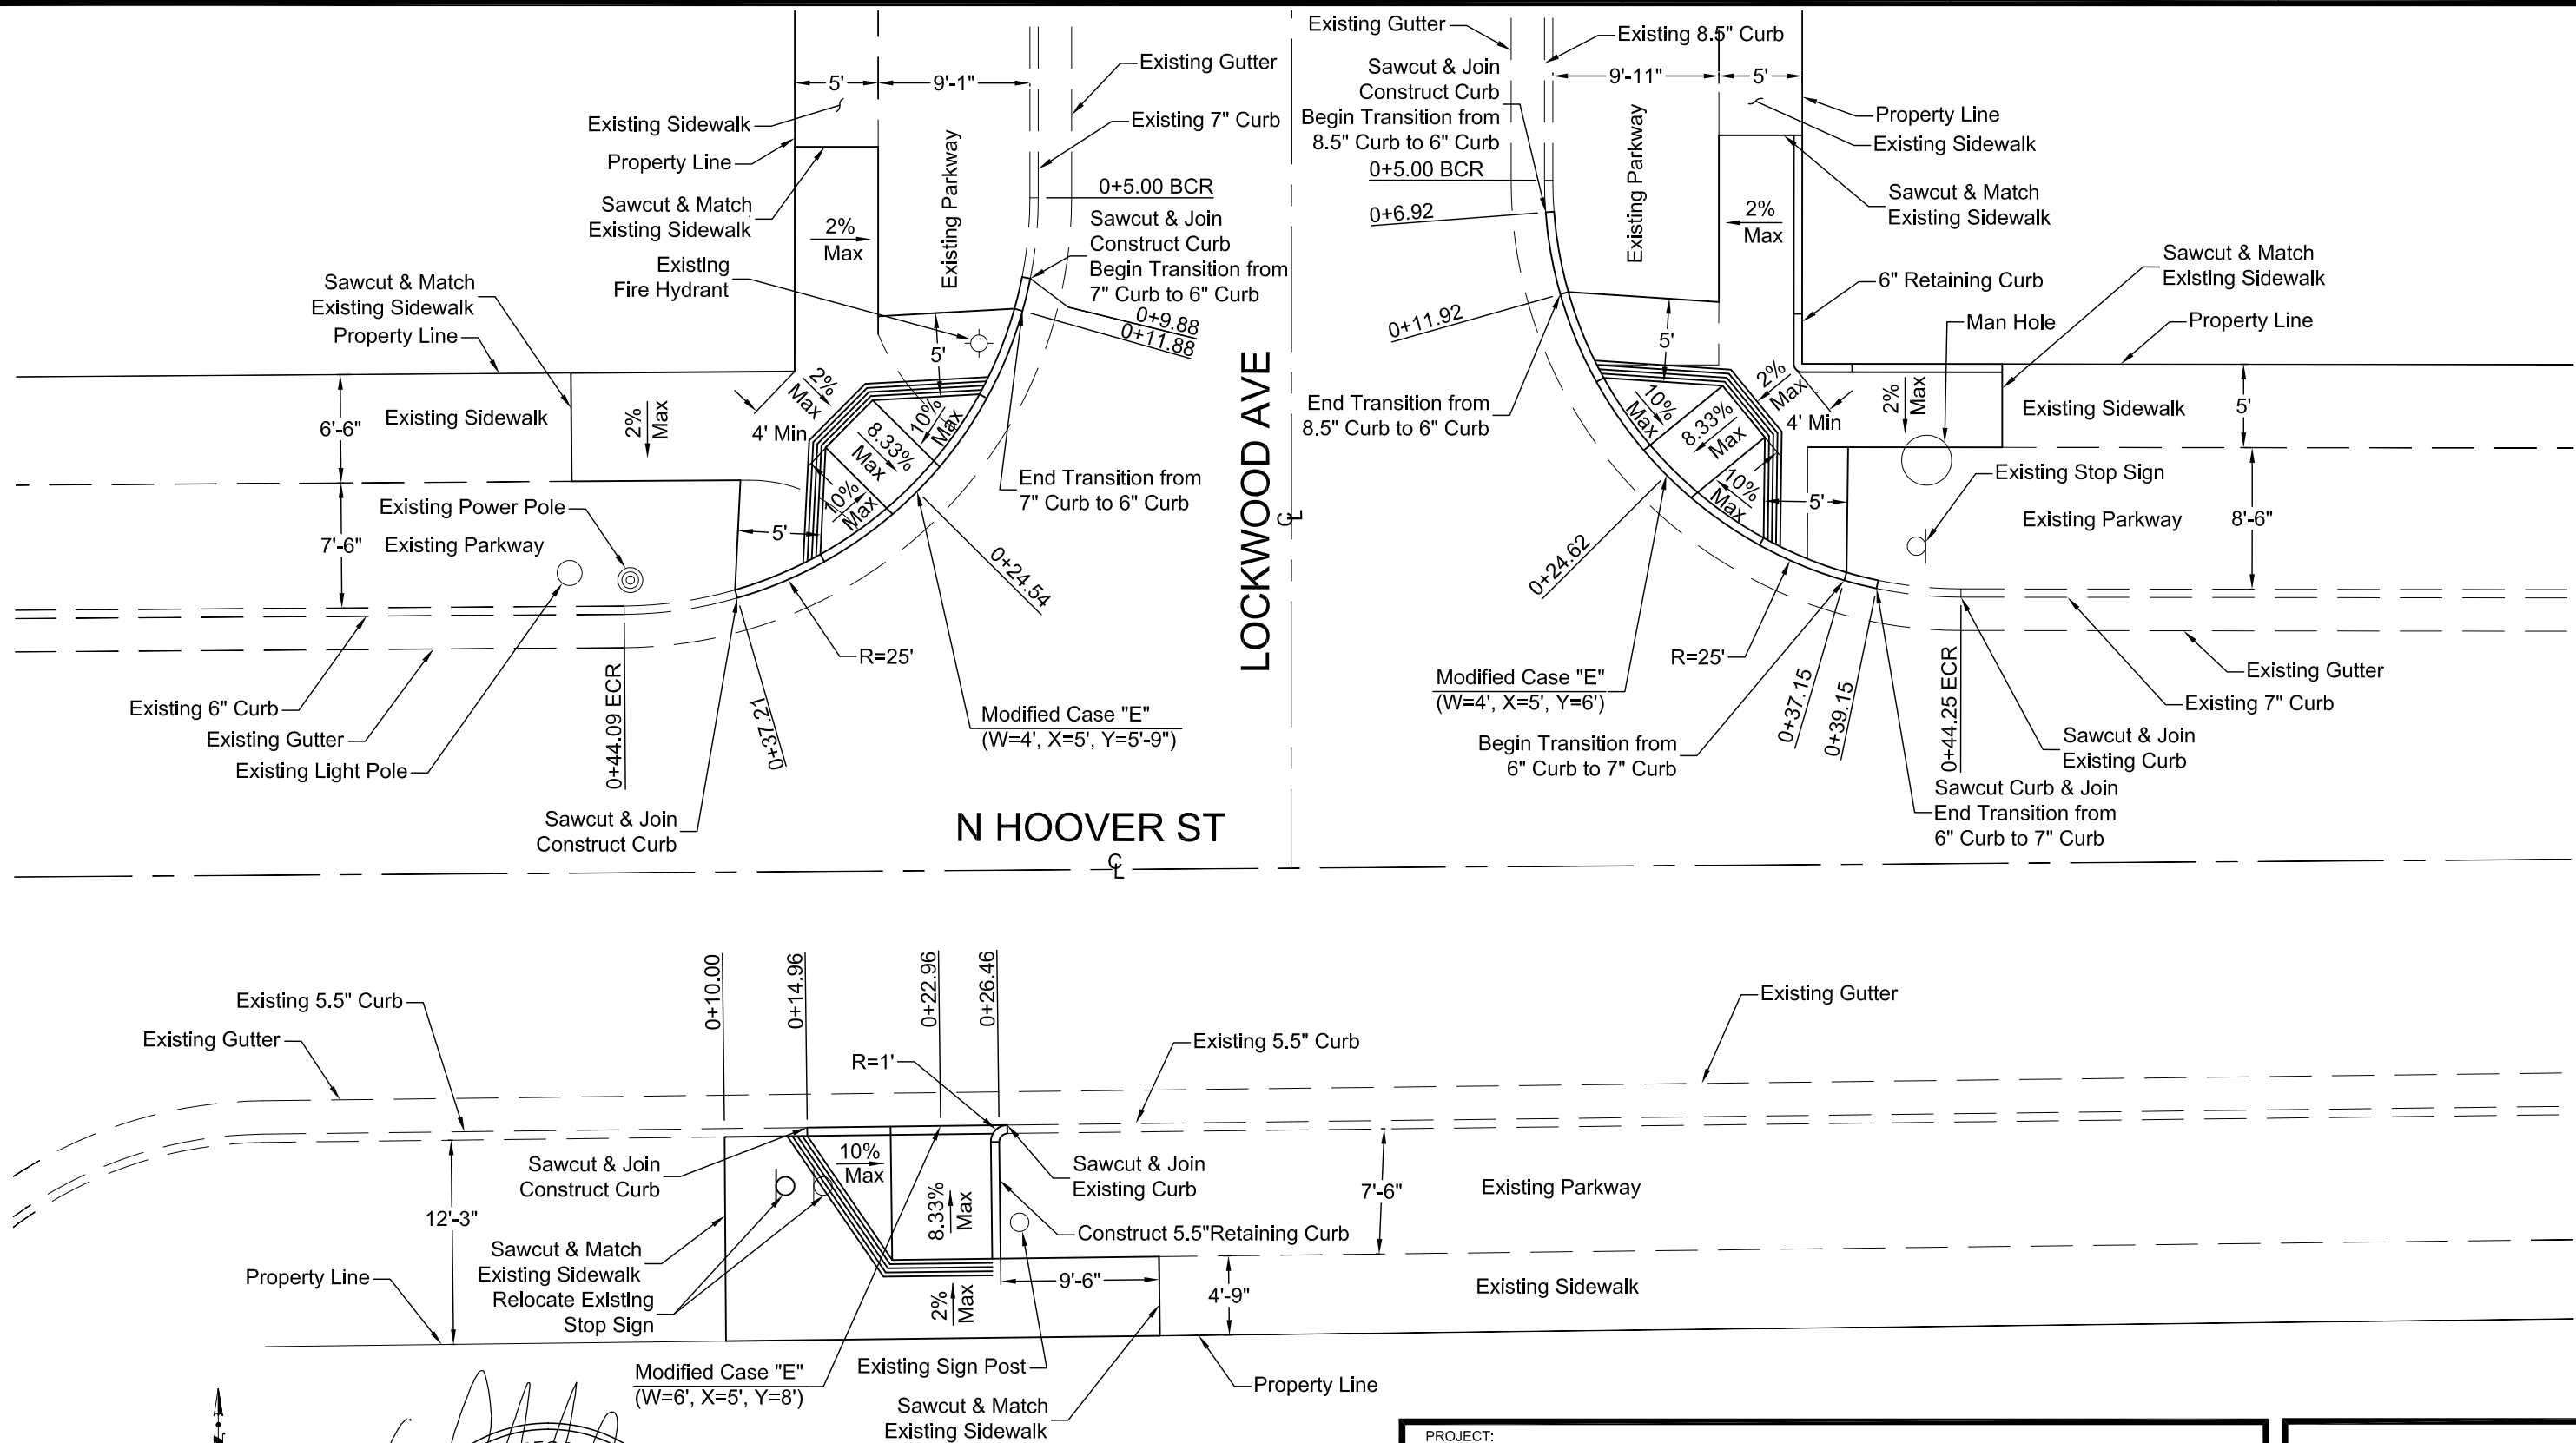 Existing Gutter
Existing 8.5" Curb
Existing Gutter
5'
9'-1"
Existing Sidewalk
Property Line
Existing 7" Curb
Existing Parkway
0+5.00 BCR
Sawcut & Match
Existing Sidewalk
2%
Max
Existing
Fire Hydrant
Sawcut & Join
Construct Curb
Begin Transition from
7" Curb to 6" Curb
0+9.88
0+11.88
Sawcut & Match
Existing Sidewalk
Property Line
6'-6"
Existing Sidewalk
2%
Max
4' Min
2%
Max
5'
10%
Max
8.33%
Max
10%
Max
5'
End Transition from
7" Curb to 6" Curb
Existing Power Pole
7'-6"
Existing Parkway
0+24.54
R=25'
Existing 6" Curb
Existing Gutter
Existing Light Pole
0+44.09 ECR
0+37.21
Modified Case "E"
(W=4', X=5', Y=5'-9")
Sawcut & Join
Construct Curb
LOCKWOOD AVE
CL
N HOOVER ST
CL
Sawcut & Join
Construct Curb
Begin Transition from
8.5" Curb to 6" Curb
0+5.00 BCR
0+6.92
9'-11"
5'
Existing Parkway
Property Line
Existing Sidewalk
Sawcut & Match
Existing Sidewalk
2%
Max
6" Retaining Curb
Sawcut & Match
Existing Sidewalk
Man Hole
Property Line
0+11.92
5'
2%
Max
4' Min
2%
Max
Existing Sidewalk
5'
End Transition from
8.5" Curb to 6" Curb
10%
Max
8.33%
Max
10%
Max
5'
Existing Stop Sign
Existing Parkway
8'-6"
0+24.62
R=25'
Modified Case "E"
(W=4', X=5', Y=6')
Begin Transition from
6" Curb to 7" Curb
0+37.15
0+39.15
0+44.25 ECR
Existing Gutter
Existing 7" Curb
Sawcut & Join
Existing Curb
Sawcut Curb & Join
End Transition from
6" Curb to 7" Curb
0+10.00
0+14.96
0+22.96
0+26.46
Existing 5.5" Curb
Existing Gutter
R=1'
Existing 5.5" Curb
Existing Gutter
Sawcut & Join
Construct Curb
10%
Max
8.33%
Max
Sawcut & Join
Existing Curb
7'-6"
Existing Parkway
12'-3"
Construct 5.5"Retaining Curb
Sawcut & Match
Existing Sidewalk
Relocate Existing
Stop Sign
Property Line
2%
Max
9'-6"
4'-9"
Existing Sidewalk
Modified Case "E"
(W=6', X=5', Y=8')
Existing Sign Post
Sawcut & Match
Existing Sidewalk
Property Line
PROJECT: